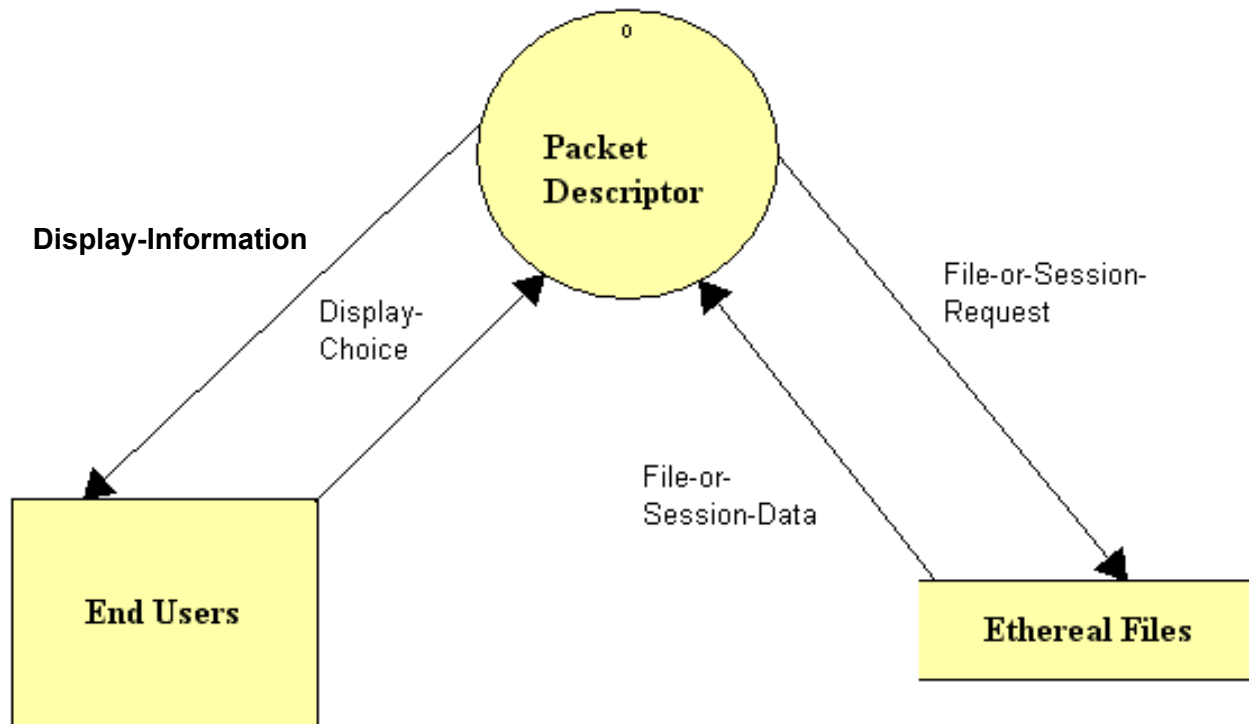 0
Packet
Descriptor
Display-Information
Display-
Choice
File-or-Session-
Request
File-or-
Session-Data
End Users
Ethereal Files